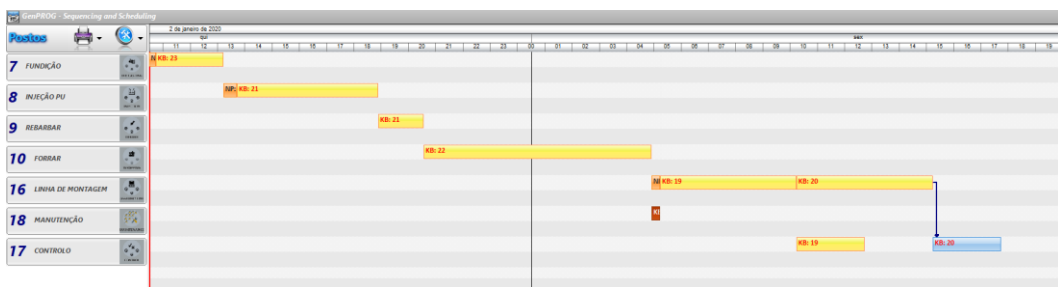 GenPROG - Sequencing and Scheduling
Postos
2 de janeiro de 2020
qui
sex
11 12 13 14 15 16 17 18 19 20 21 22 23 00 01 02 03 04 05 06 07 08 09 10 11 12 13 14 15 16 17 18 19
7 FUNDIÇÃO
N KB: 23
8 INJEÇÃO PU
NP: KB: 21
9 REBARBAR
KB: 21
10 FORRAR
KB: 22
16 LINHA DE MONTAGEM
KB: 19 KB: 20
18 MANUTENÇÃO
17 CONTROLO
KB: 19 KB: 20